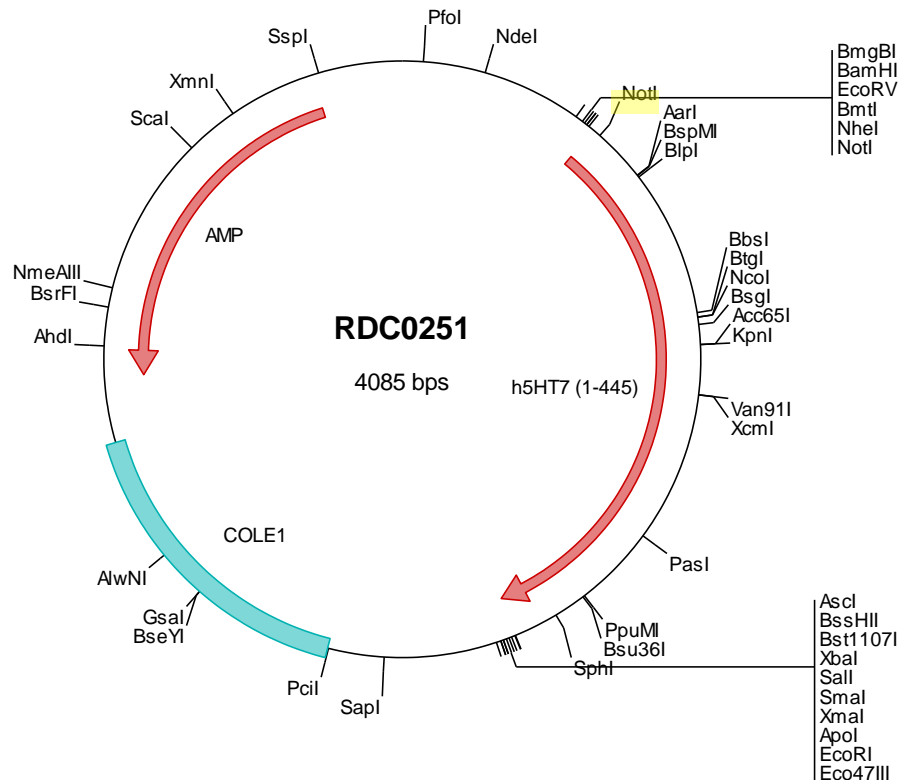 PfoI
NdeI
SspI
XmnI
ScaI
NotI
AarI
BspMI
BlpI
BmgBI
BamHI
EcoRV
BmtI
NheI
NotI
AMP
NmeAIII
BsrFI
AhdI
RDC0251
4085 bps
h5HT7 (1-445)
BbsI
BtgI
NcoI
BsgI
Acc65I
KpnI
Van91I
XcmI
COLE1
AlwNI
GsaI
BseYI
PciI
SapI
PasI
PpuMI
Bsu36I
SphI
AscI
BssHII
Bst1107I
XbaI
SalI
SmaI
XmaI
ApoI
EcoRI
Eco47III